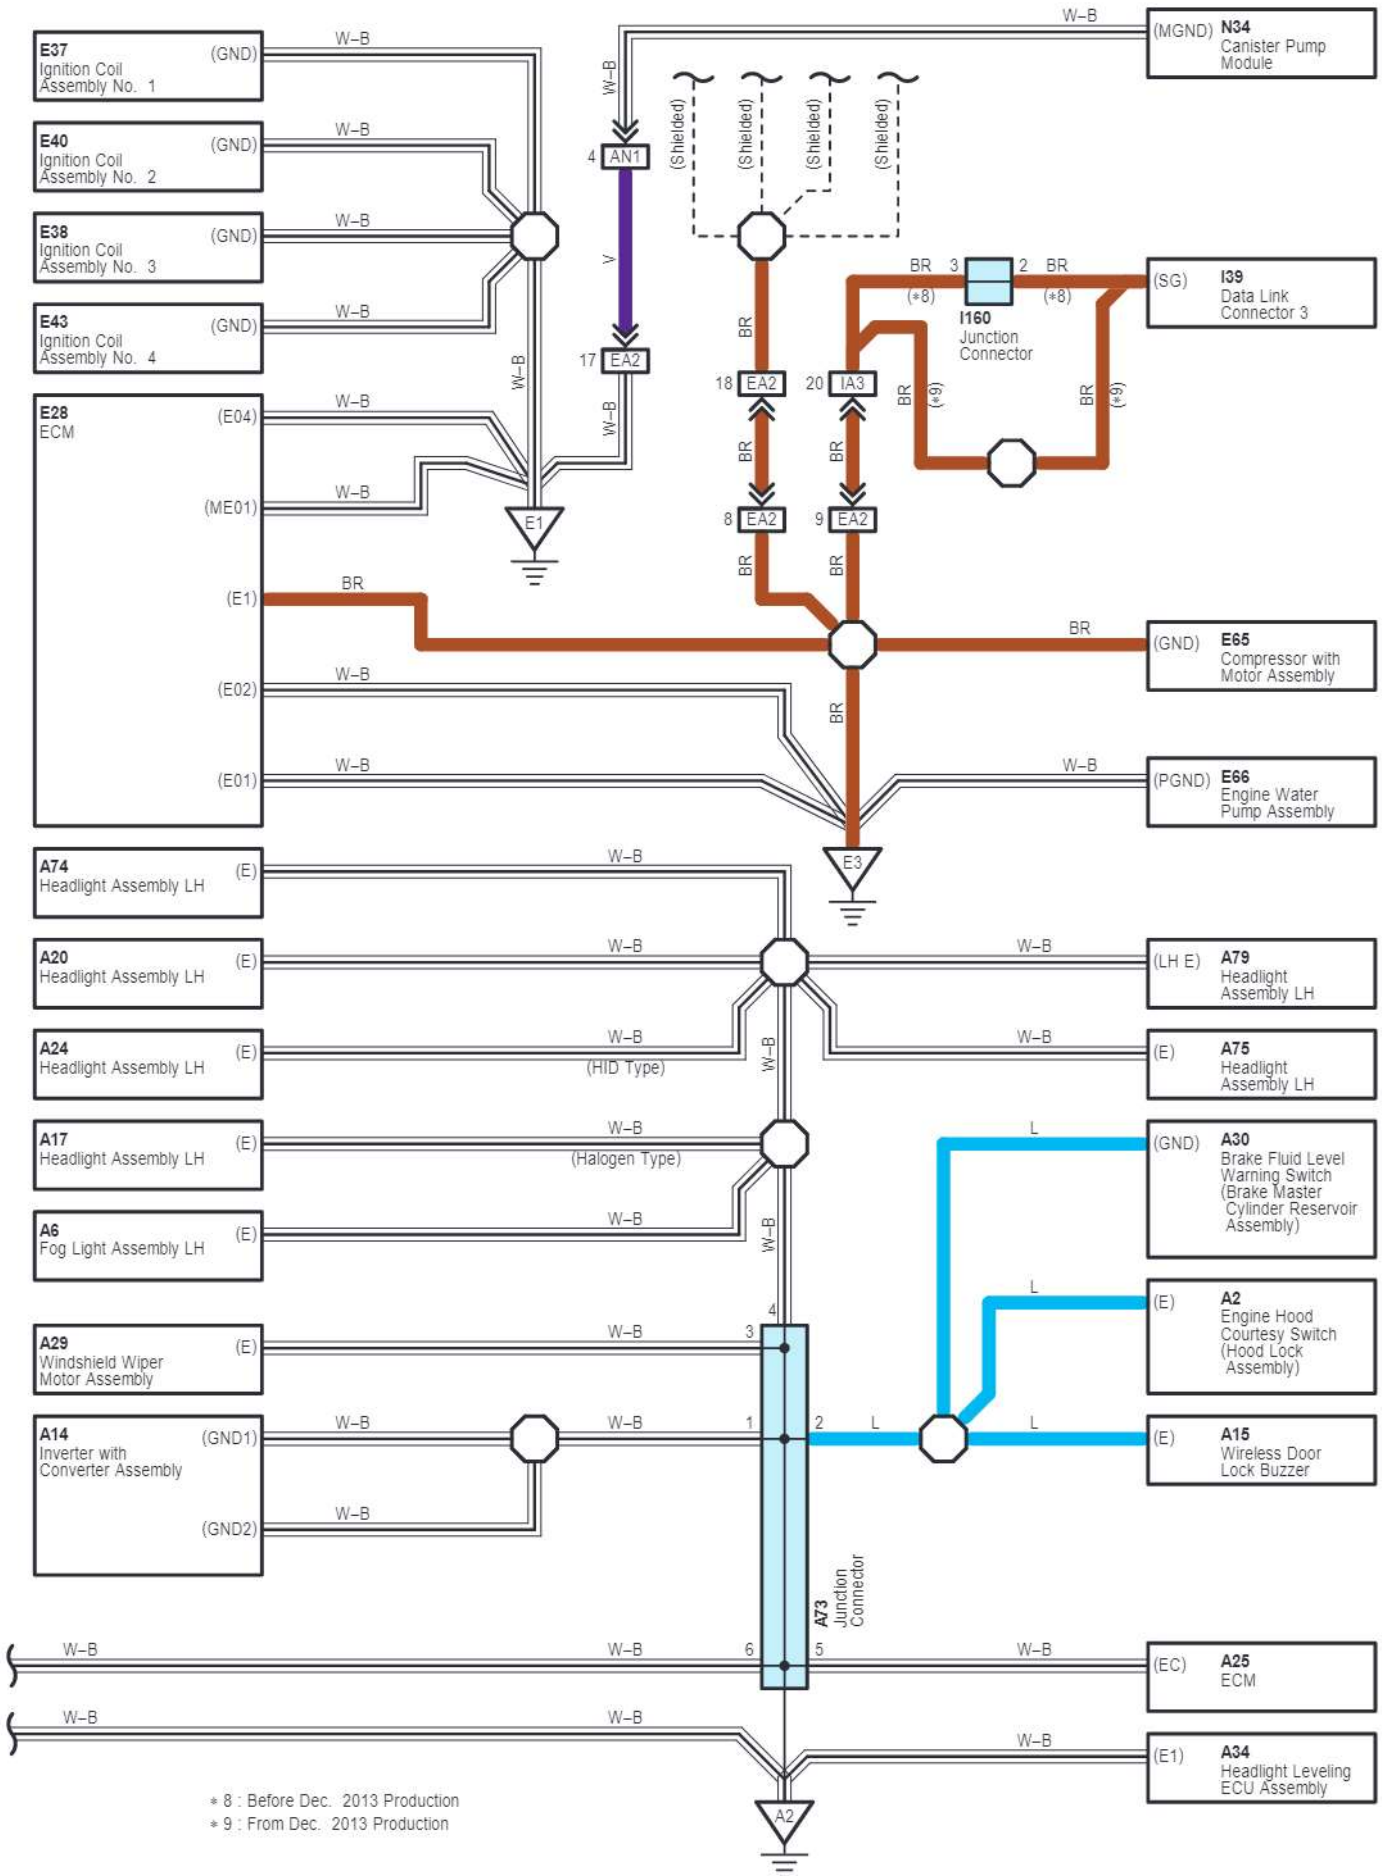 E37
Ignition Coil
Assembly No. 1
(GND)
W–B
E40
Ignition Coil
Assembly No. 2
(GND)
W–B
E38
Ignition Coil
Assembly No. 3
(GND)
W–B
E43
Ignition Coil
Assembly No. 4
(GND)
W–B
W–B
E28
ECM
(E04)
W–B
(ME01)
W–B
(E1)
BR
(E02)
W–B
(E01)
W–B
E1
W–B
(MGND)
N34
Canister Pump
Module
W–B
4
AN1
V
17
EA2
W–B
(Shielded)
(Shielded)
(Shielded)
(Shielded)
BR
18
EA2
BR
8
EA2
BR
BR
(∗8)
3
2
BR
(∗8)
I160
Junction
Connector
(SG)
I39
Data Link
Connector 3
20
IA3
BR
(∗9)
BR
(∗9)
BR
9
EA2
BR
BR
(GND)
E65
Compressor with
Motor Assembly
BR
W–B
(PGND)
E66
Engine Water
Pump Assembly
E3
A74
Headlight Assembly LH
(E)
W–B
A20
Headlight Assembly LH
(E)
W–B
W–B
(LH E)
A79
Headlight
Assembly LH
A24
Headlight Assembly LH
(E)
W–B
(HID Type)
W–B
W–B
(E)
A75
Headlight
Assembly LH
A17
Headlight Assembly LH
(E)
W–B
(Halogen Type)
L
(GND)
A30
Brake Fluid Level
Warning Switch
(Brake Master
Cylinder Reservoir
Assembly)
A6
Fog Light Assembly LH
(E)
W–B
W–B
L
(E)
A2
Engine Hood
Courtesy Switch
(Hood Lock
Assembly)
4
A29
Windshield Wiper
Motor Assembly
(E)
W–B
3
A14
Inverter with
Converter Assembly
(GND1)
W–B
W–B
1
2
L
L
(E)
A15
Wireless Door
Lock Buzzer
(GND2)
W–B
A73
Junction
Connector
W–B
W–B
6
5
W–B
(EC)
A25
ECM
W–B
W–B
W–B
(E1)
A34
Headlight Leveling
ECU Assembly
A2
∗ 8 : Before Dec. 2013 Production
∗ 9 : From Dec. 2013 Production